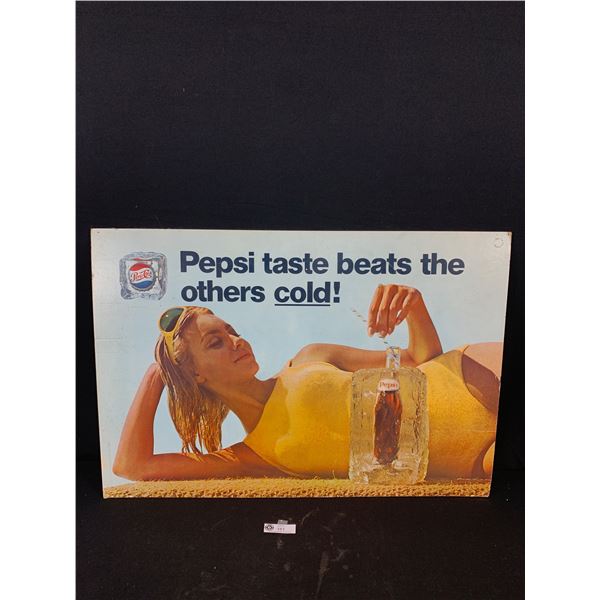 Pepsi taste beats the
others cold!
Pepsi-Cola
Pepsi